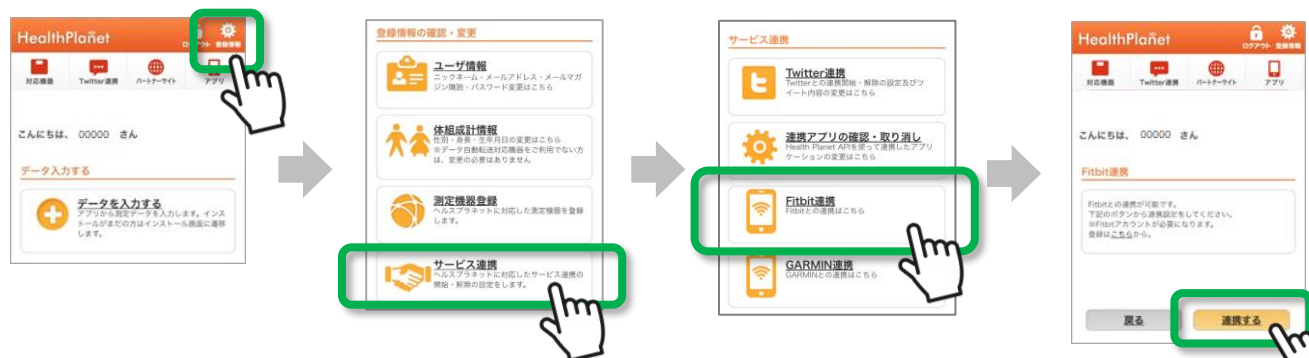 HealthPlanet
ログアウト 登録情報
対応機器 Twitter連携 パートナーサイト アプリ
こんにちは、 00000 さん
データ入力する
データを入力する
アプリから測定データを入力します。インス
トールがまだの方はインストール画面に遷移
します。
登録情報の確認・変更
ユーザ情報
ニックネーム・メールアドレス・メールマガ
ジン購読・パスワード変更はこちら
体組成計情報
性別・身長・生年月日の変更はこちら
※データ自動転送対応機器をご利用でない方
は、変更の必要はありません
測定機器登録
ヘルスプラネットに対応した測定機器を登録
します。
サービス連携
ヘルスプラネットに対応したサービス連携の
開始・解除の設定をします。
サービス連携
Twitter連携
Twitterとの連携開始・解除の設定及びツ
イート内容の変更はこちら
連携アプリの確認・取り消し
Health Planet APIを使って連携したアプリ
ケーションの変更はこちら
Fitbit連携
Fitbitとの連携はこちら
GARMIN連携
GARMINとの連携はこちら
HealthPlanet
ログアウト 登録情報
対応機器 Twitter連携 パートナーサイト アプリ
こんにちは、 00000 さん
Fitbit連携
Fitbitとの連携が可能です。
下記のボタンから連携設定をしてください。
※Fitbitアカウントが必要になります。
登録はこちらから。
戻る 連携する